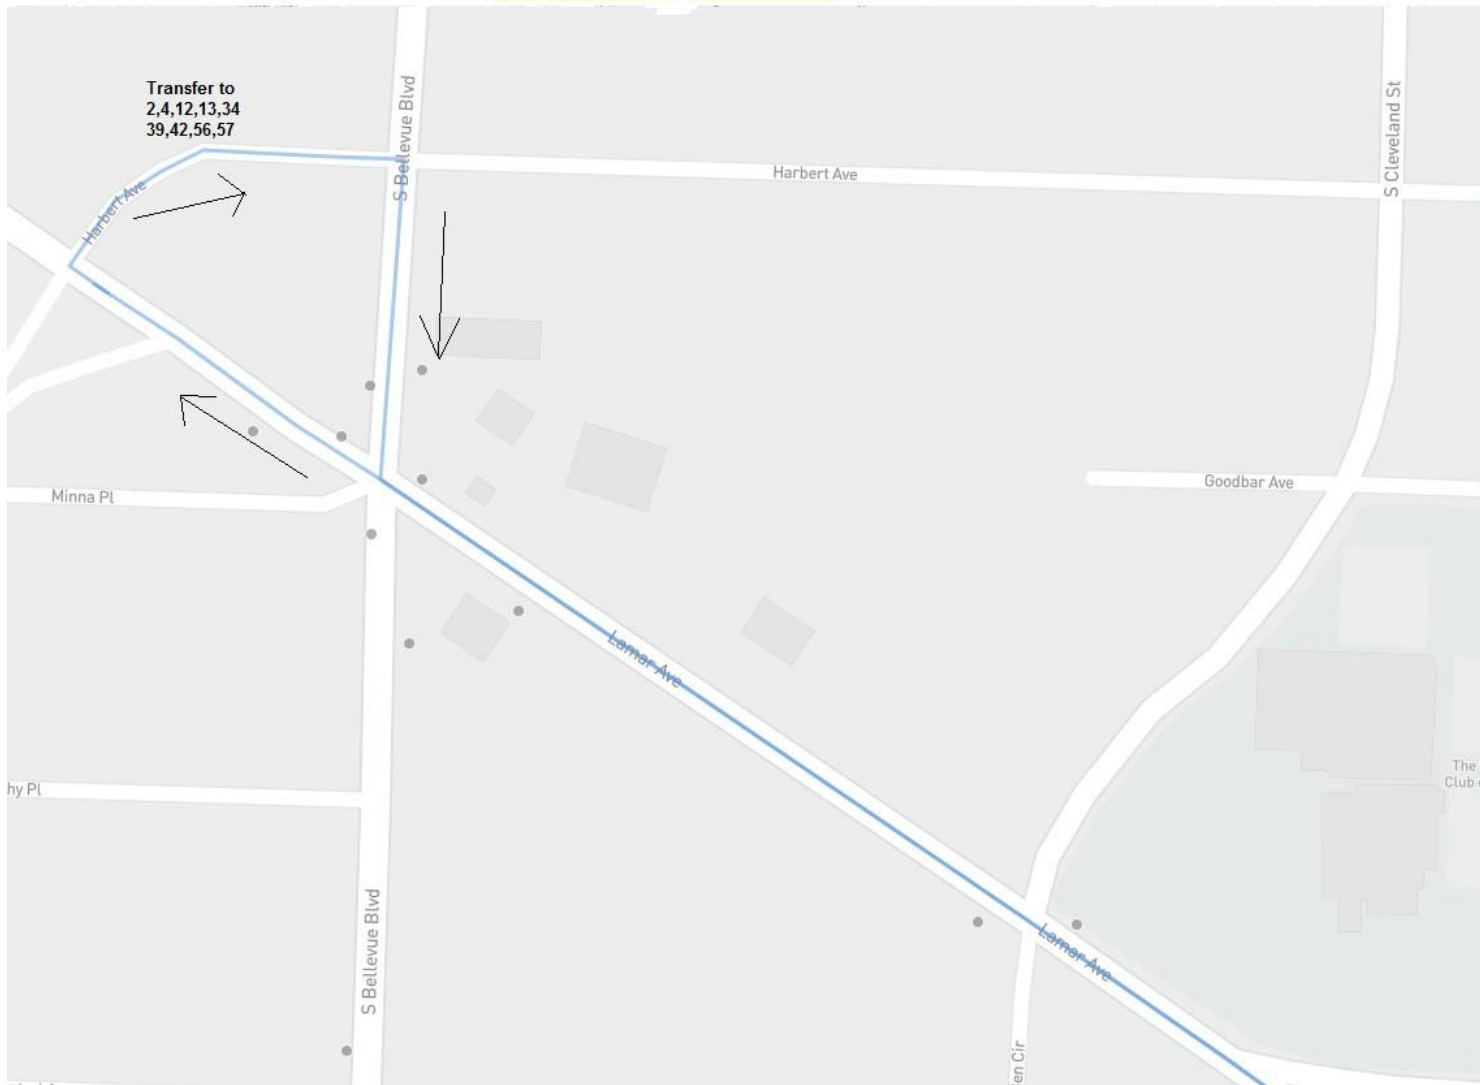 Transfer to
2,4,12,13,34
39,42,56,57
S Bellevue Blvd
S Cleveland St
Harbert Ave
Harbert Ave
Goodbar Ave
Minna Pl
Lamar Ave
The
Club
hy Pl
S Bellevue Blvd
Lamar Ave
en Cir